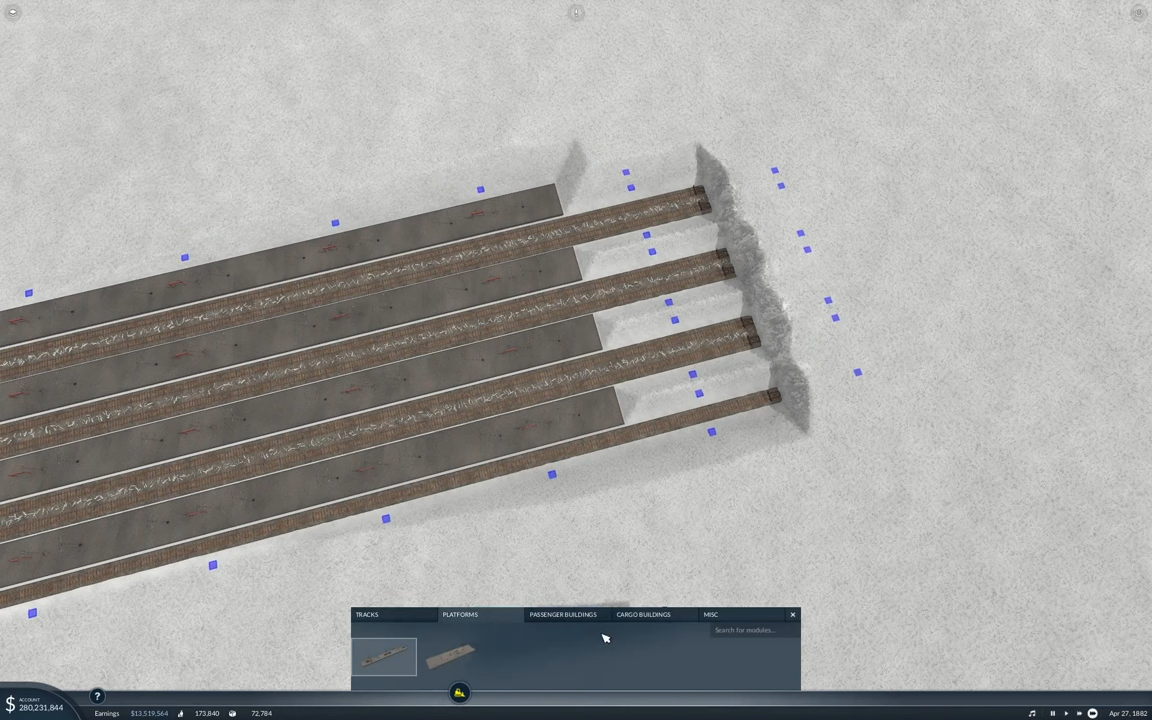 TRACKS
PLATFORMS
PASSENGER BUILDINGS
CARGO BUILDINGS
MISC
Search for modules...
ACCOUNT
$ 280,231,844
?
Earnings $13,519,564 173,840 72,784
Apr 27, 1882